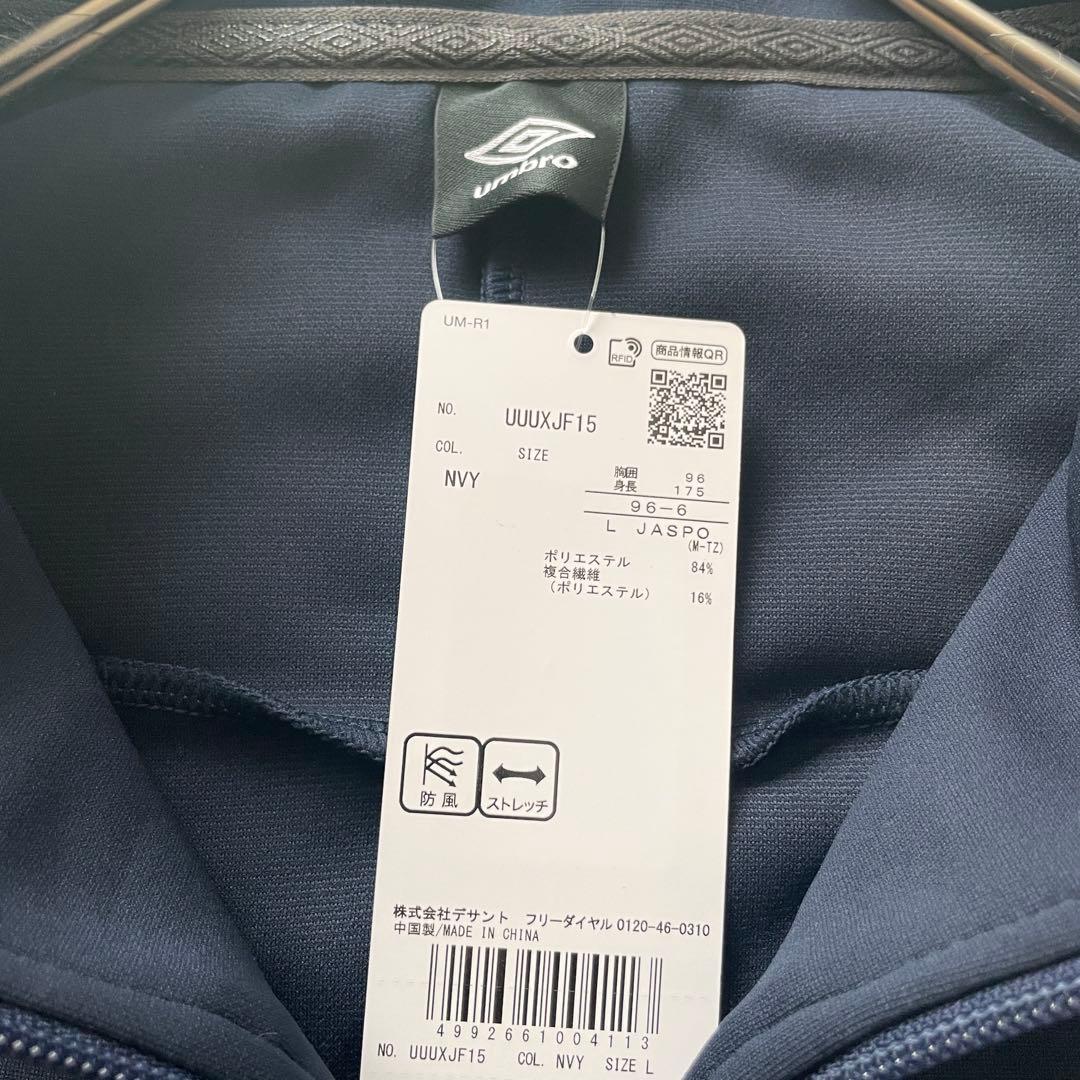 umbro
UM-R1
RFID
商品情報QR
NO. UUUXJF15
COL. SIZE
NVY
胸囲 96
身長 175
96-6
L JASPO
(M-TZ)
ポリエステル 84%
複合繊維
（ポリエステル） 16%
防風
ストレッチ
株式会社デサント フリーダイヤル 0120-46-0310
中国製/MADE IN CHINA
4992661004113
NO. UUUXJF15 COL. NVY SIZE L